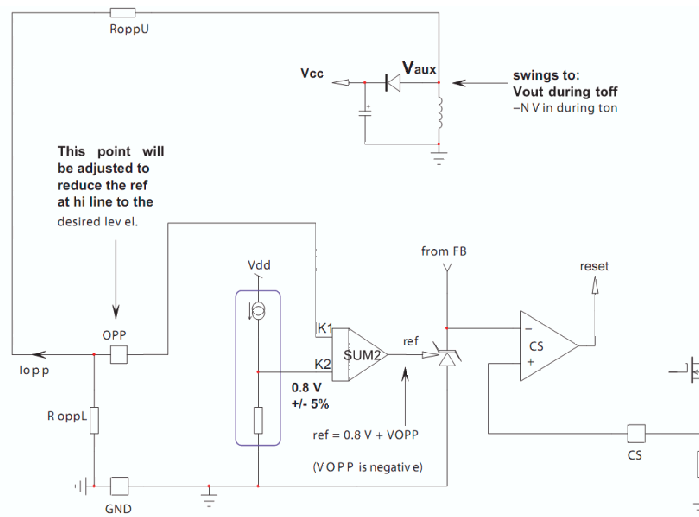 RoppU
Vcc
Vaux
swings to:
Vout during toff
–N V in during ton
This point will
be adjusted to
reduce the ref
at hi line to the
desired level.
from FB
Vdd
reset
OPP
K1
SUM2
ref
CS
Iopp
K2
0.8 V
+/- 5%
RoppL
ref = 0.8 V + VOPP
(VOPP is negative)
CS
GND